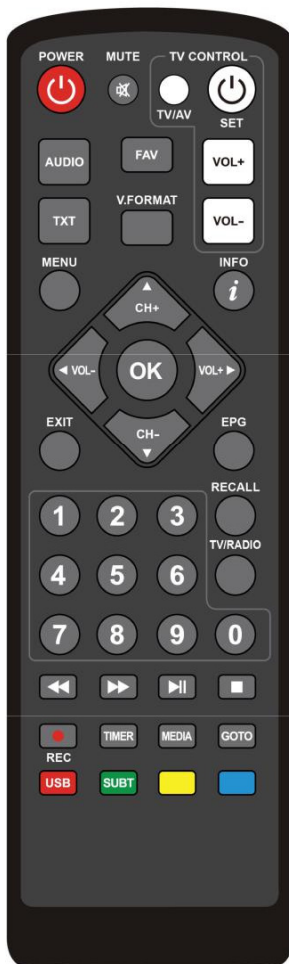 POWER MUTE TV CONTROL
TV/AV SET
AUDIO FAV VOL+
TXT V.FORMAT VOL-
MENU INFO
i
CH+
VOL- OK VOL+
CH-
EXIT EPG
RECALL
1 2 3
TV/RADIO
4 5 6
7 8 9 0
TIMER MEDIA GOTO
REC
USB SUBT